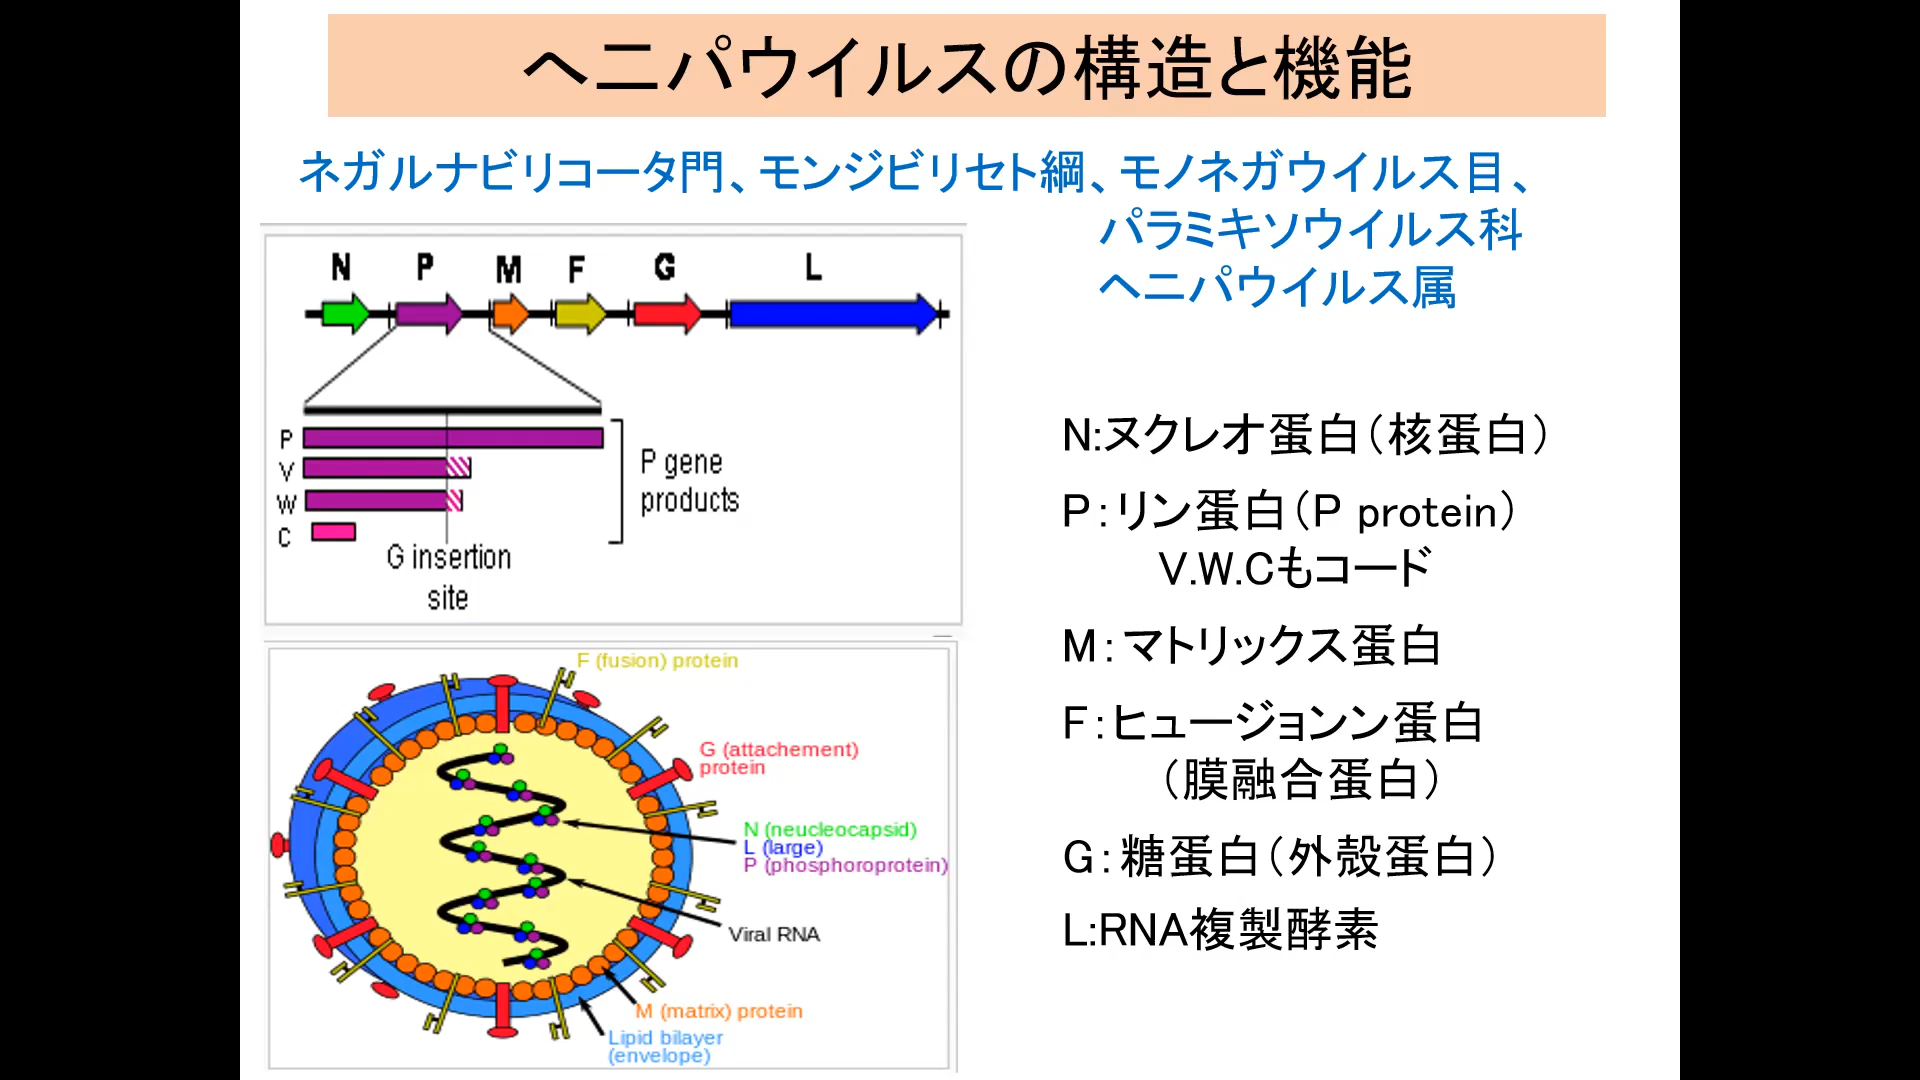 ヘニパウイルスの構造と機能
ネガルナビリコータ門、モンジビリセト綱、モノネガウイルス目、
パラミキソウイルス科
ヘニパウイルス属
N P M F G L
P
V
W
C
P gene
products
G insertion
site
N:ヌクレオ蛋白（核蛋白）
P：リン蛋白（P protein）
V.W.Cもコード
M：マトリックス蛋白
F：ヒュージョンン蛋白
（膜融合蛋白）
G：糖蛋白（外殻蛋白）
L:RNA複製酵素
F (fusion) protein
G (attachement)
protein
N (neucleocapsid)
L (large)
P (phosphoroprotein)
Viral RNA
M (matrix) protein
Lipid bilayer
(envelope)